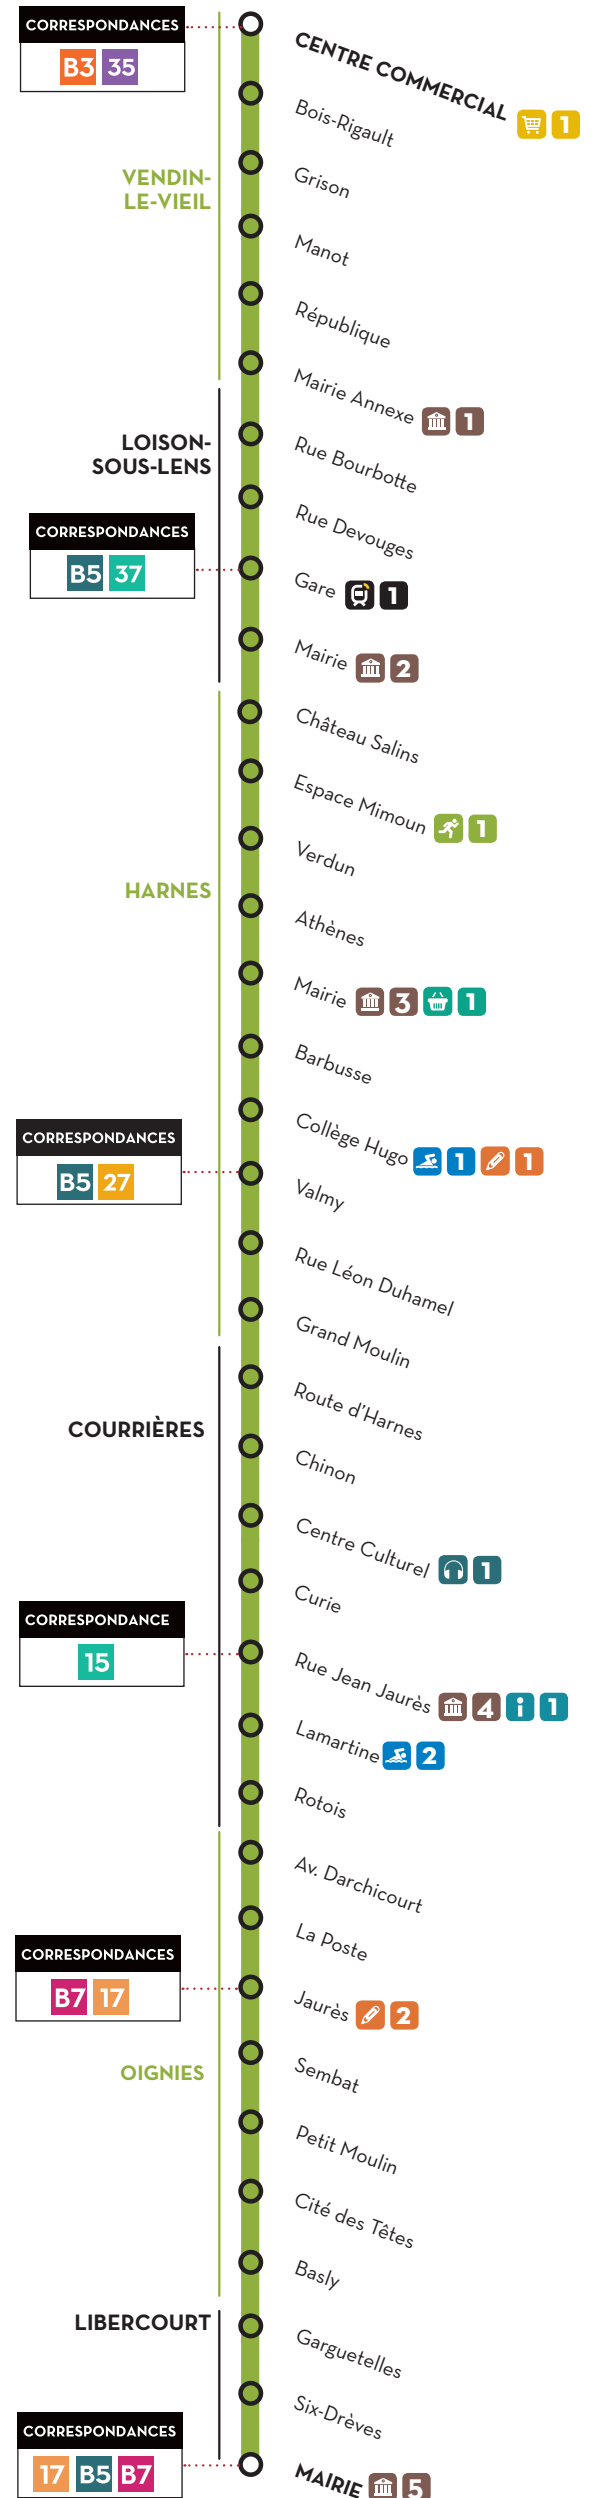 CORRESPONDANCES
B3 35
CENTRE COMMERCIAL 1
Bois-Rigault
VENDIN-
LE-VIEIL
Grison
Manot
République
Mairie Annexe 1
LOISON-
SOUS-LENS
Rue Bourbotte
Rue Devouges
CORRESPONDANCES
B5 37
Gare 1
Mairie 2
Château Salins
Espace Mimoun 1
Verdun
HARNES
Athènes
Mairie 3 1
Barbusse
Collège Hugo 1 1
CORRESPONDANCES
B5 27
Valmy
Rue Léon Duhamel
Grand Moulin
Route d'Harnes
COURRIÈRES
Chinon
Centre Culturel 1
Curie
CORRESPONDANCE
15
Rue Jean Jaurès 4 i 1
Lamartine 2
Rotois
Av. Darchicourt
La Poste
CORRESPONDANCES
B7 17
Jaurès 2
OIGNIES
Sembat
Petit Moulin
Cité des Têtes
Basly
LIBERCOURT
Garguetelles
Six-Drèves
CORRESPONDANCES
17 B5 B7
MAIRIE 5